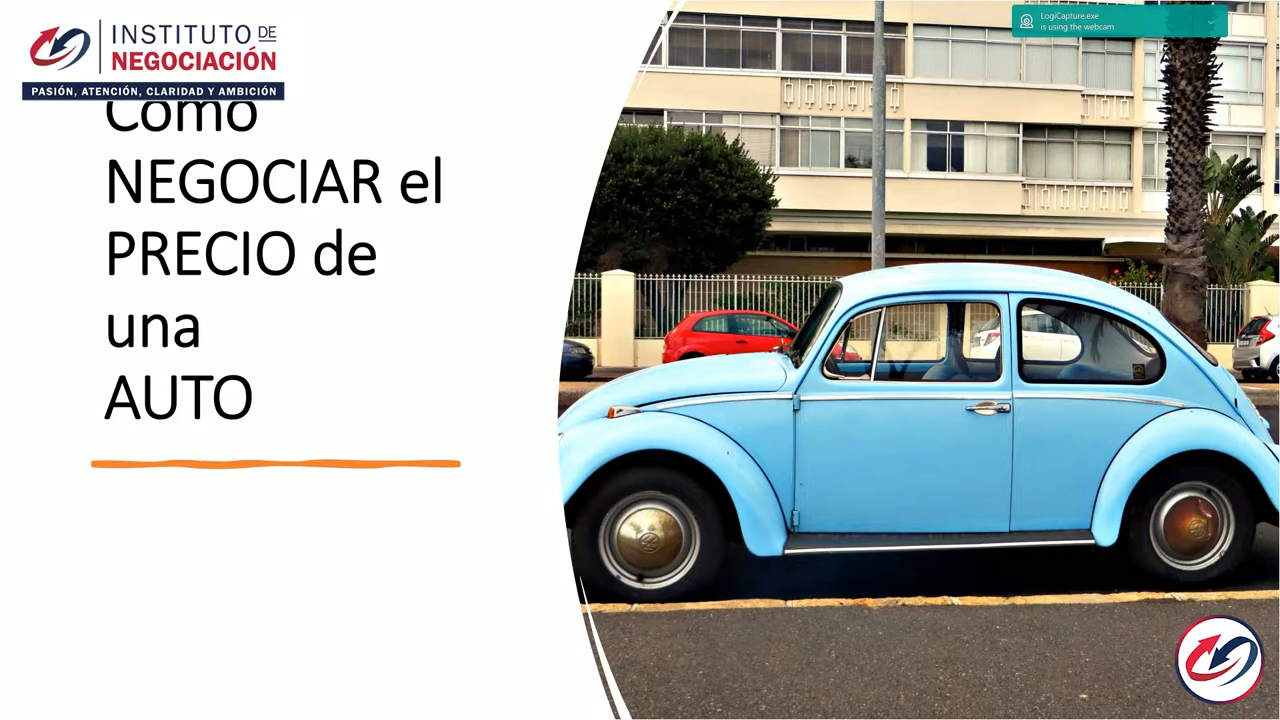 INSTITUTO DE
NEGOCIACIÓN
PASIÓN, ATENCIÓN, CLARIDAD Y AMBICIÓN
Como
NEGOCIAR el
PRECIO de
una
AUTO
LogiCapture.exe
is using the webcam